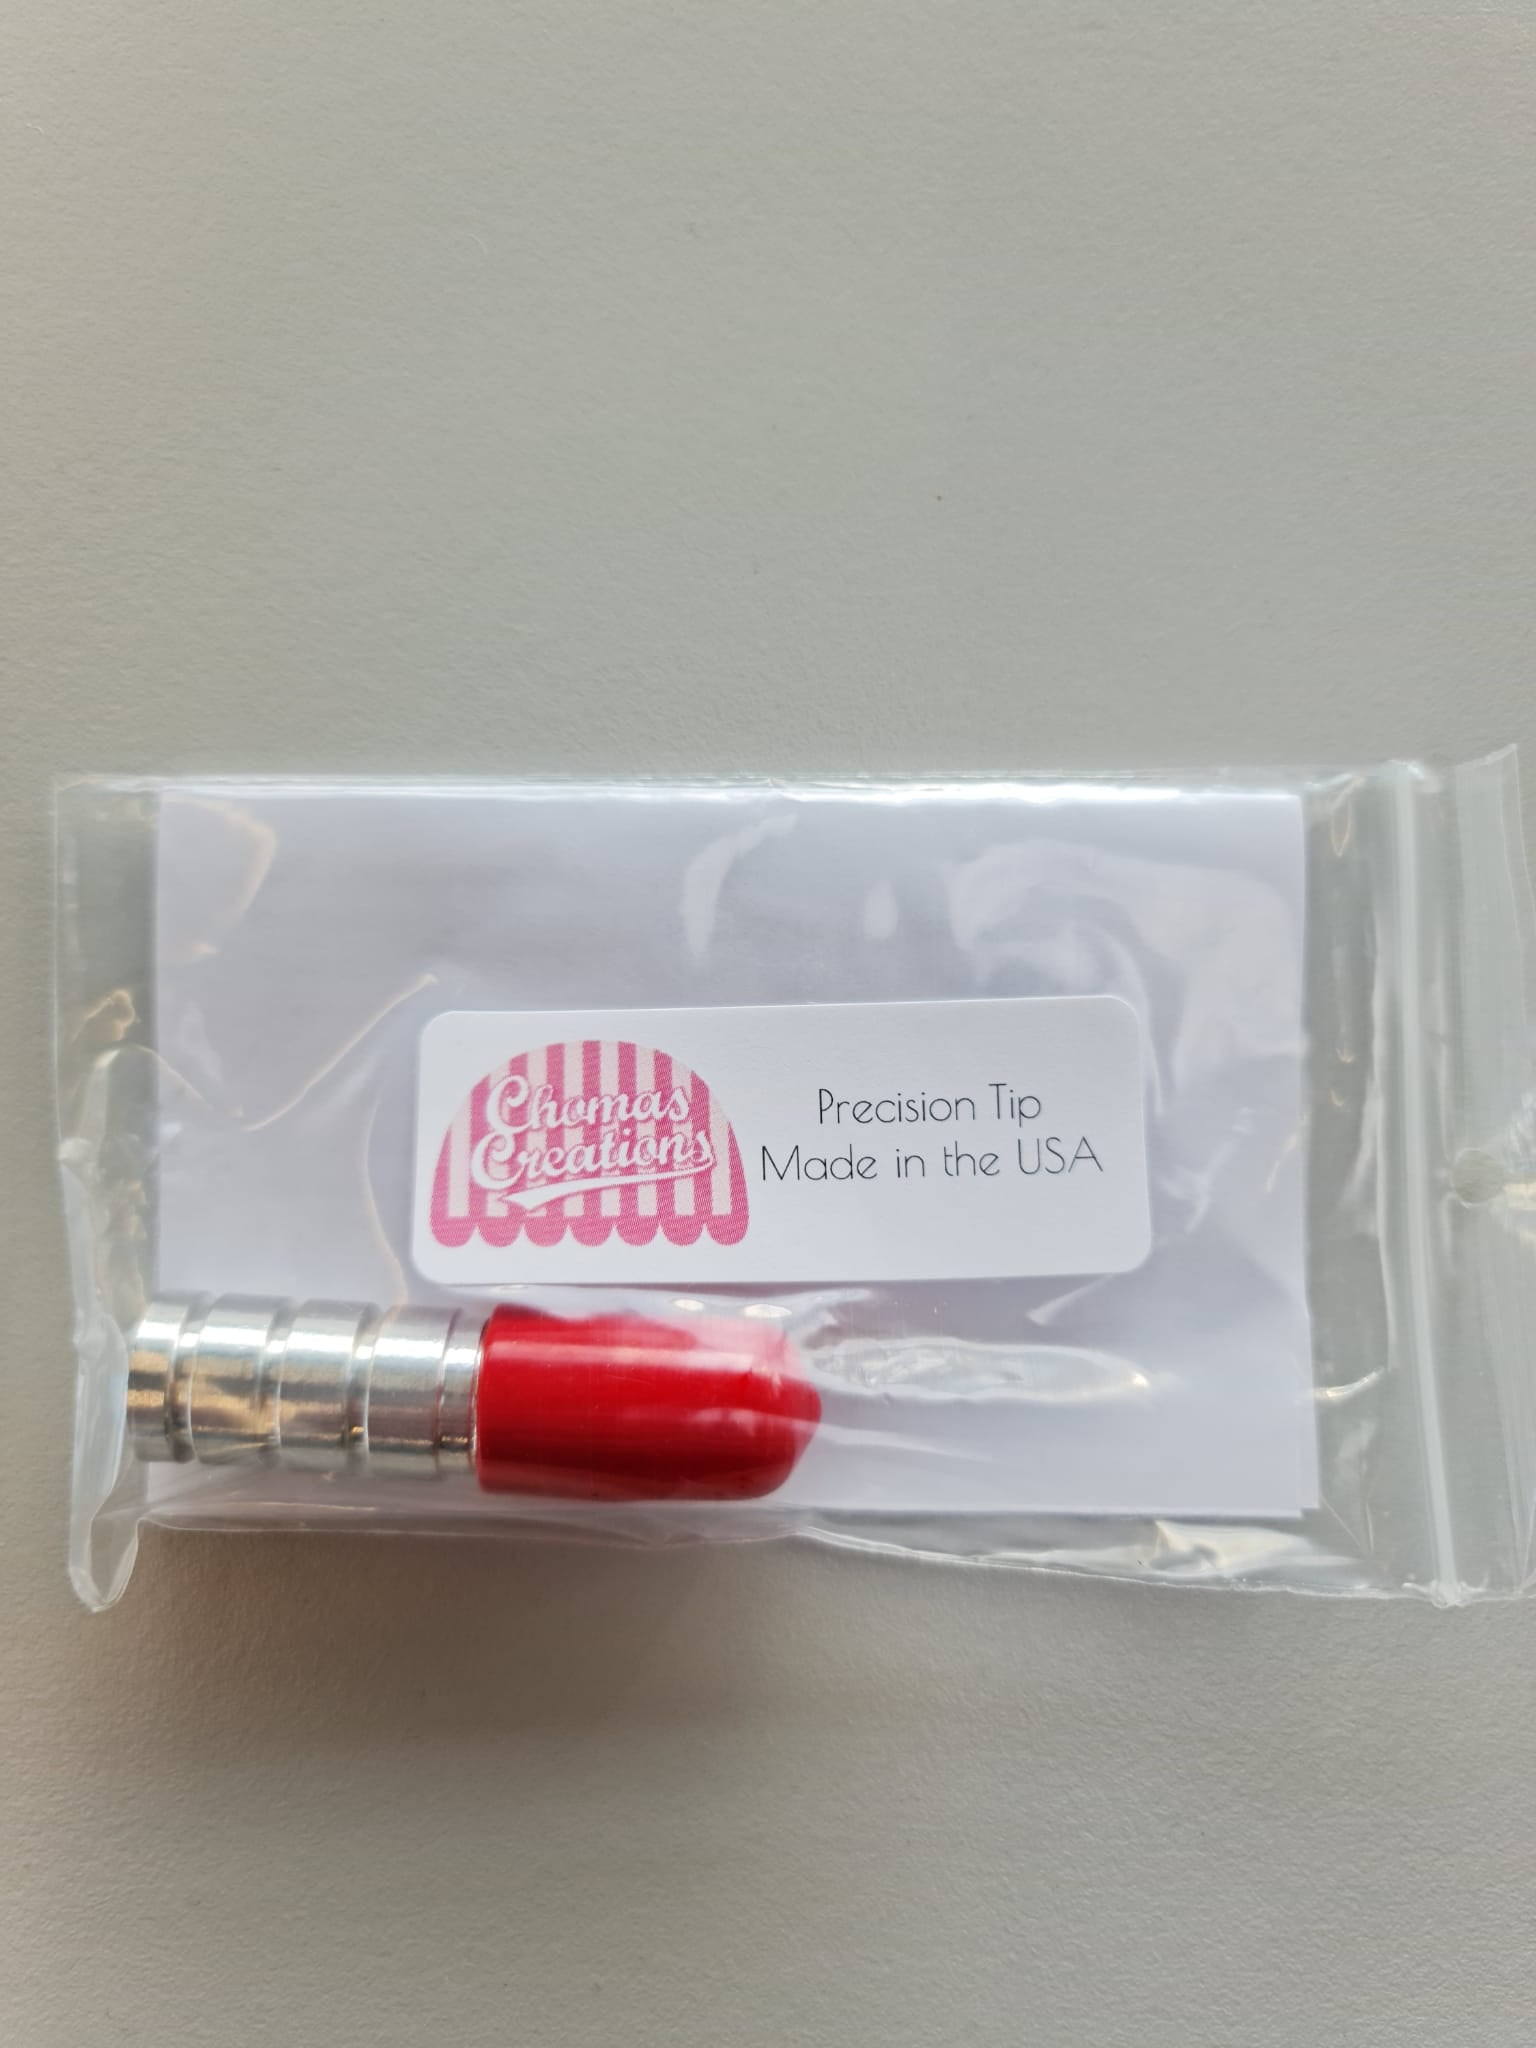 Chomas
Creations
Precision Tip
Made in the USA